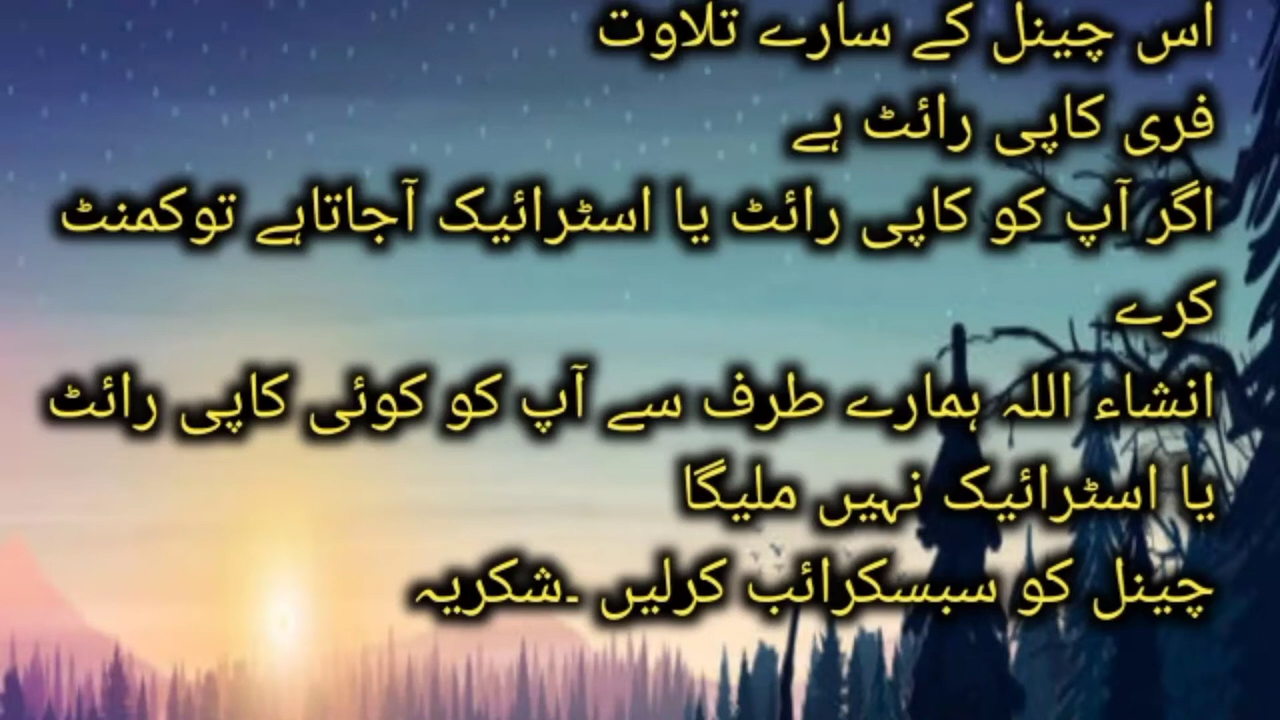 اس چینل کے سارے تلاوت
فری کاپی رائٹ ہے
اگر آپ کو کاپی رائٹ یا اسٹرائیک آجاتاہے توکمنٹ
کرے
انشاء اللہ ہمارے طرف سے آپ کو کوئی کاپی رائٹ
یا اسٹرائیک نہیں ملیگا
چینل کو سبسکرائب کرلیں ۔شکریہ